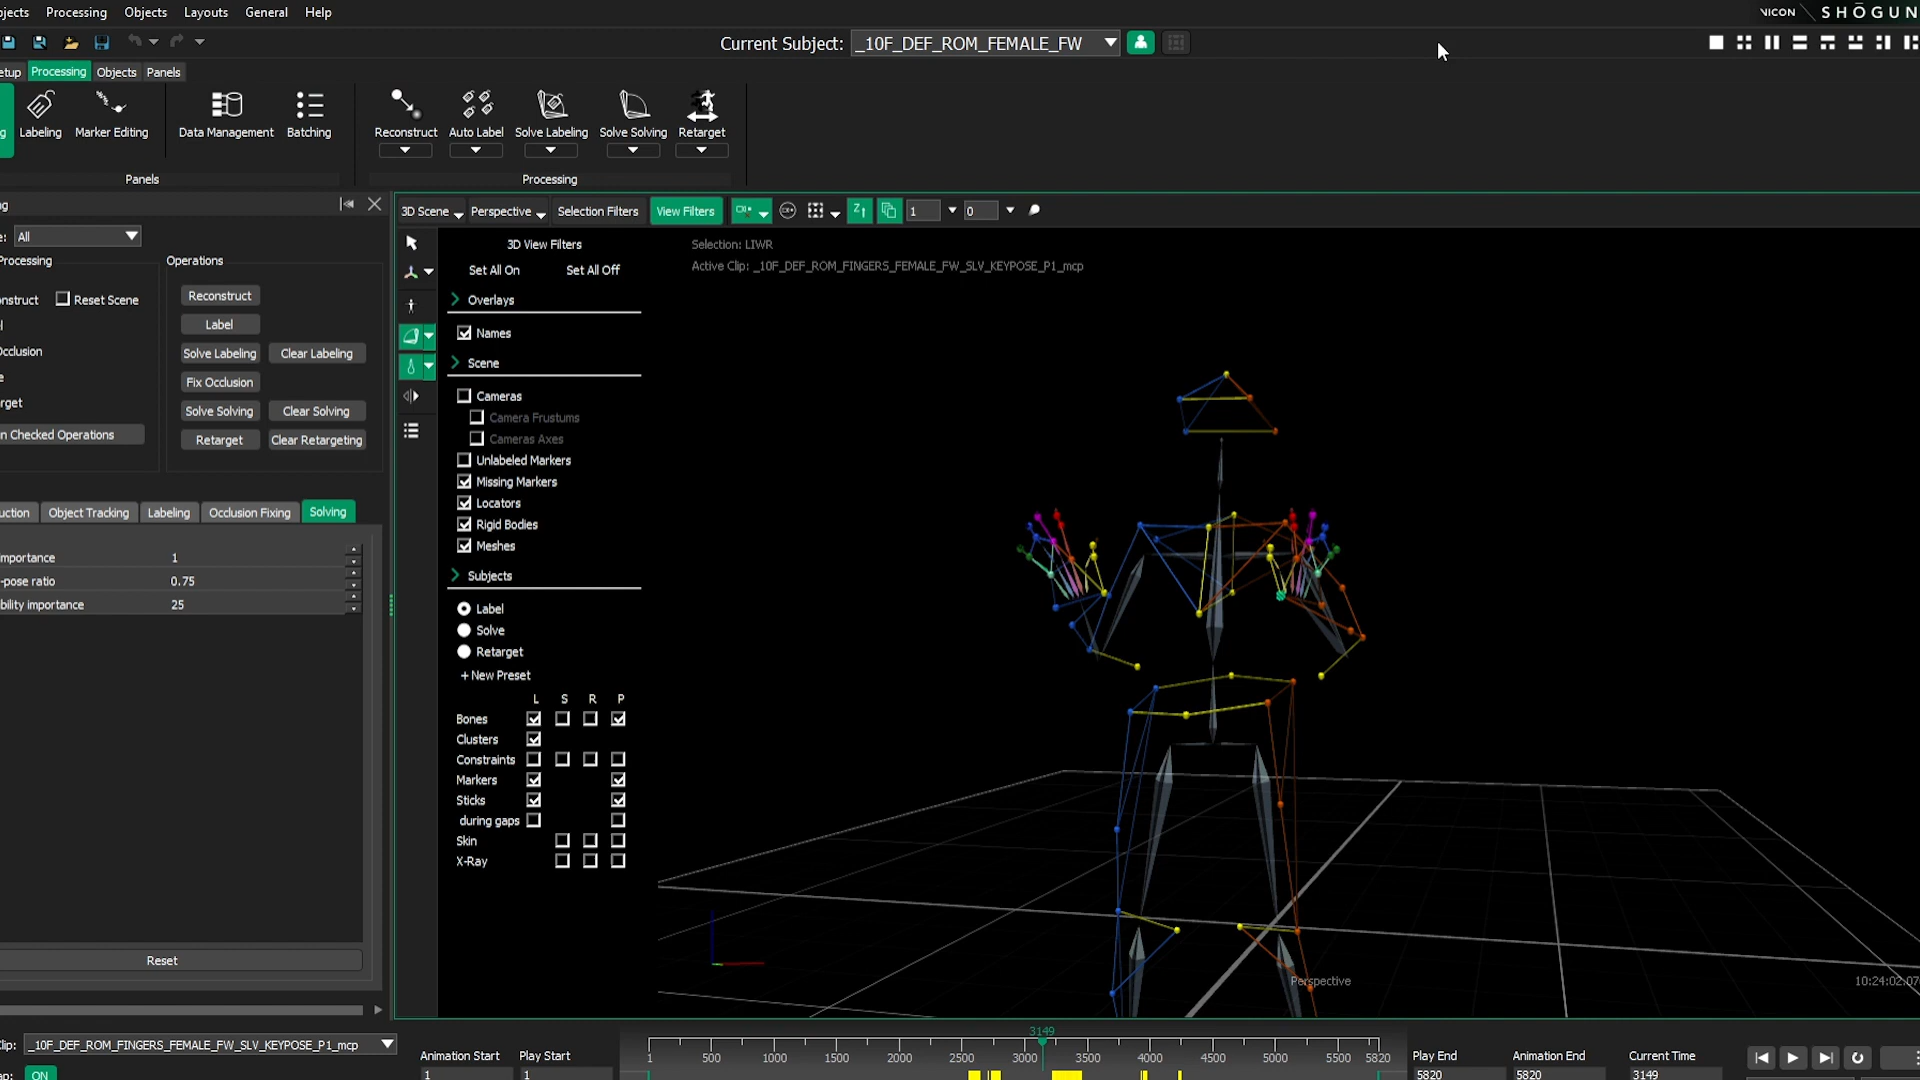 jects Processing Objects Layouts General Help
VICON SHŌGUN
Current Subject: _10F_DEF_ROM_FEMALE_FW
etup Processing Objects Panels
g Labeling Marker Editing Data Management Batching Reconstruct Auto Label Solve Labeling Solve Solving Retarget
Panels Processing
g
3D Scene Perspective Selection Filters View Filters 1 0
e: All
3D View Filters
Selection: LIWR
Set All On Set All Off
Active Clip: _10F_DEF_ROM_FINGERS_FEMALE_FW_SLV_KEYPOSE_P1_mcp
Processing Operations
nstruct Reset Scene
Reconstruct
l
Label
cclusion
Solve Labeling Clear Labeling
e
Fix Occlusion
rget
Solve Solving Clear Solving
n Checked Operations
Retarget Clear Retargeting
Overlays
Names
Scene
Cameras
Camera Frustums
Cameras Axes
Unlabeled Markers
Missing Markers
Locators
Rigid Bodies
Meshes
Subjects
Label
Solve
Retarget
+ New Preset
L S R P
Bones
Clusters
Constraints
Markers
Sticks
during gaps
Skin
X-Ray
uction Object Tracking Labeling Occlusion Fixing Solving
mportance 1
-pose ratio 0.75
bility importance 25
Reset
Perspective
10:24:02.07
lip: _10F_DEF_ROM_FINGERS_FEMALE_FW_SLV_KEYPOSE_P1_mcp
ap: ON
Animation Start Play Start
1 1
3149
1 500 1000 1500 2000 2500 3000 3500 4000 4500 5000 5500 5820
Play End Animation End Current Time
5820 5820 3149